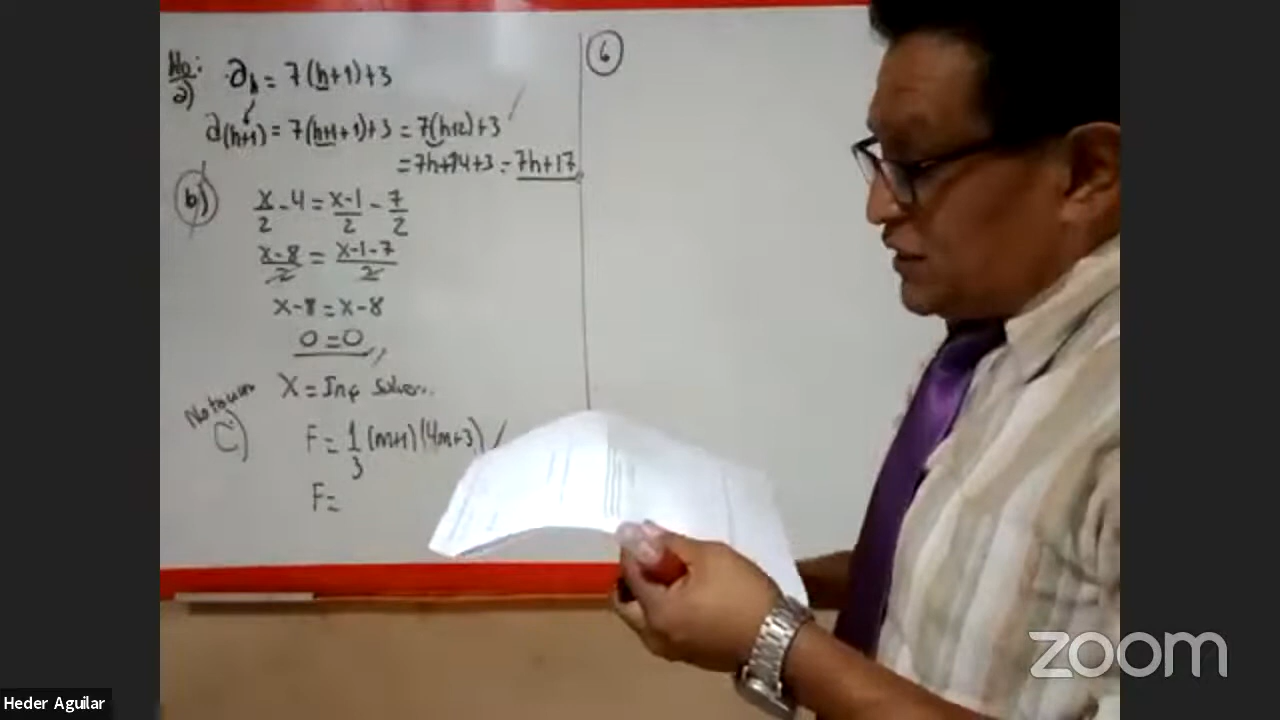 No:
a) a_h = 7(h+1)+3
a(h+1) = 7(h+1+1)+3 = 7(h+2)+3
= 7h+14+3 = 7h+17
b) x/2 - 4 = x-1/2 - 7/2
x-8/2 = x-1-7/2
x-8 = x-8
0 = 0
x = Inf
c) F = 1/3 (m+1)(4m+3)
F =
6
zoom
Heder Aguilar